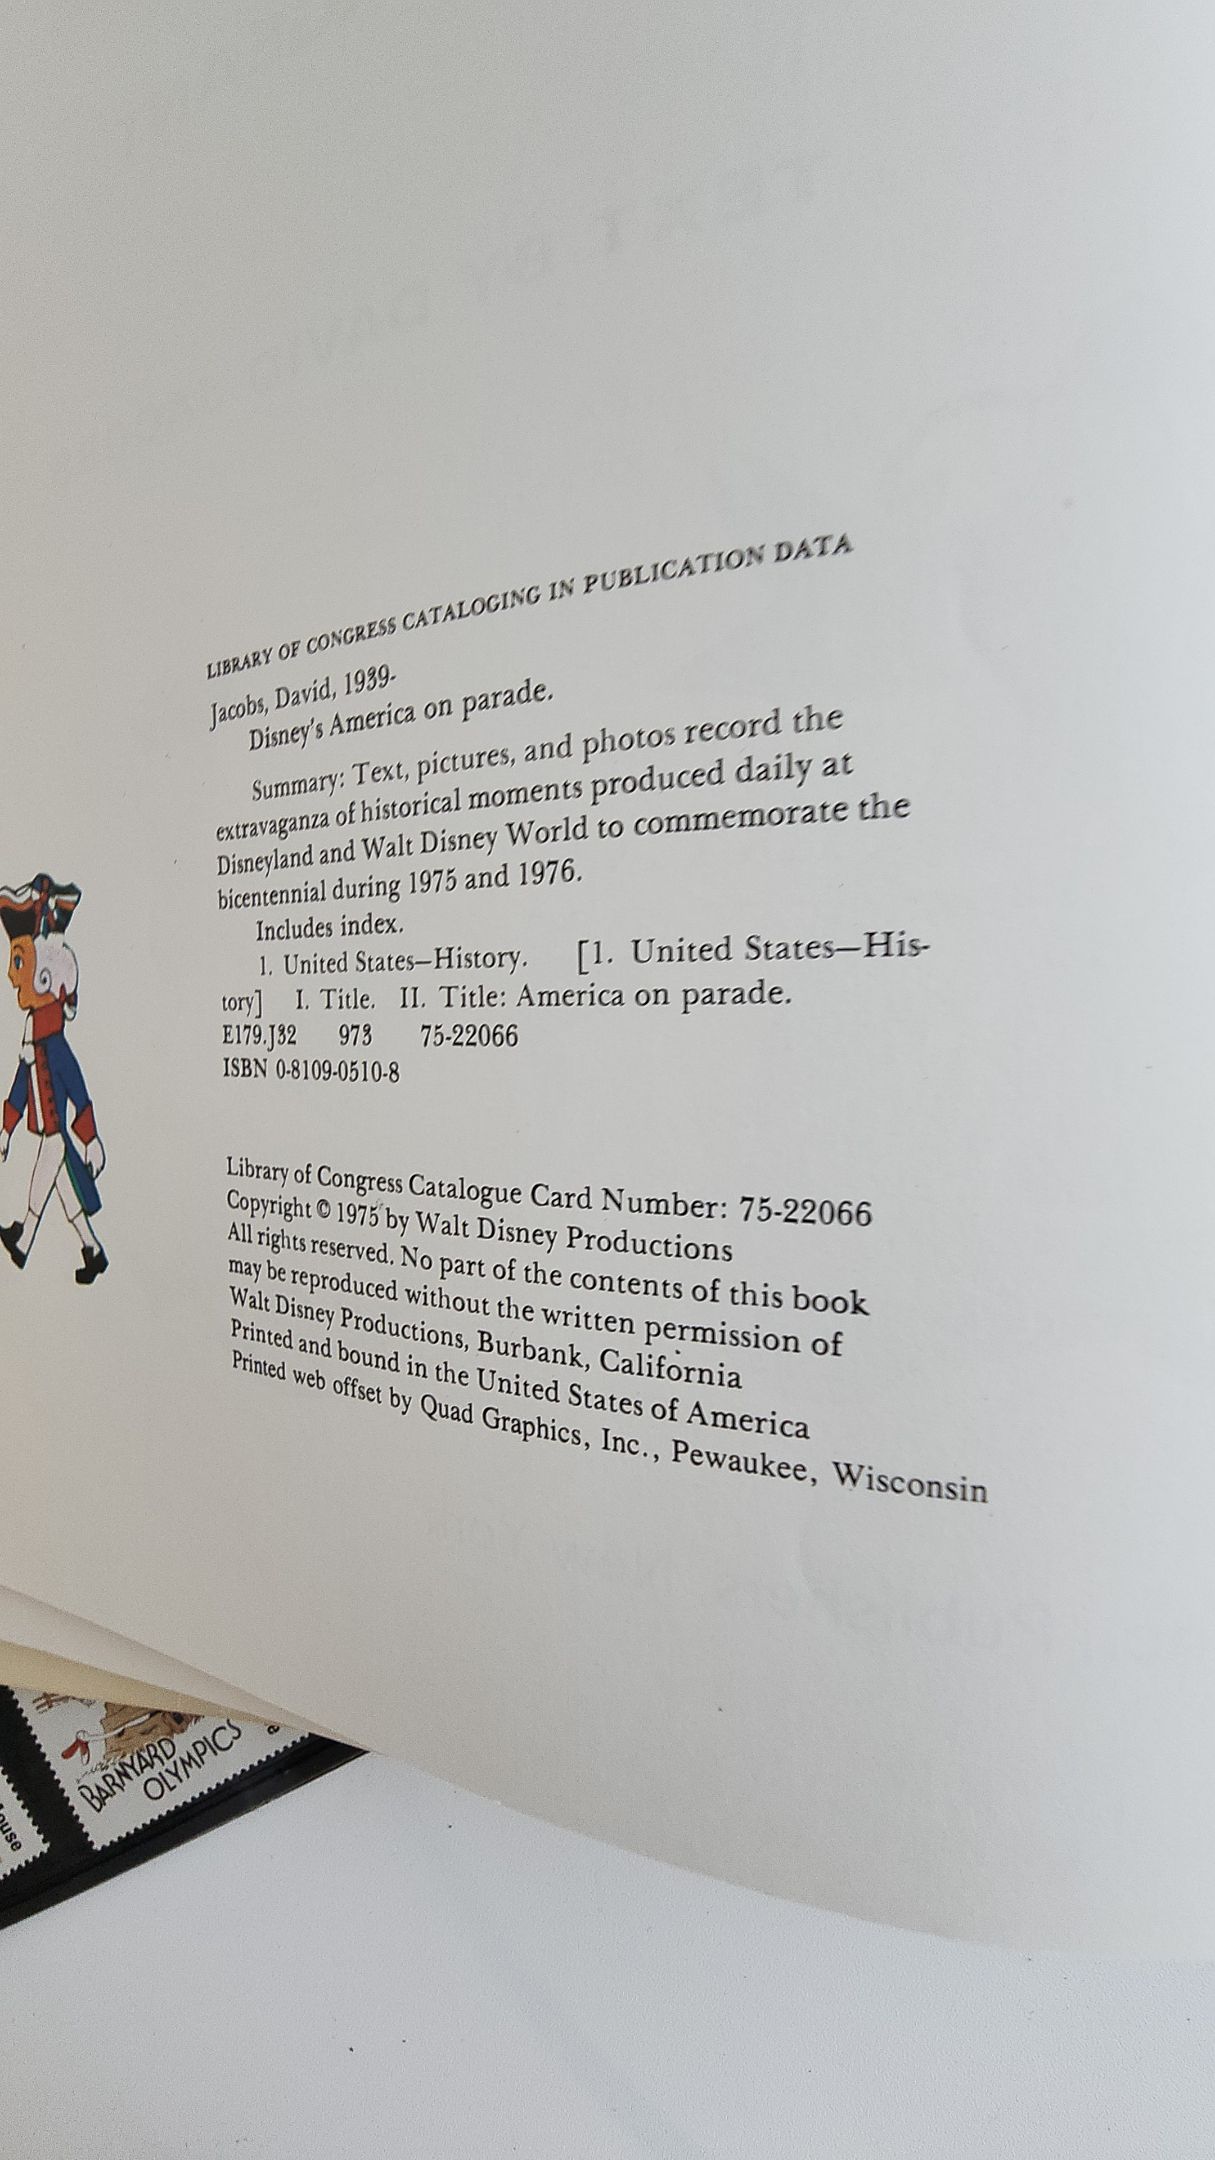 LIBRARY OF CONGRESS CATALOGING IN PUBLICATION DATA
Jacobs, David, 1939-
Disney's America on parade.
Summary: Text, pictures, and photos record the
extravaganza of historical moments produced daily at
Disneyland and Walt Disney World to commemorate the
bicentennial during 1975 and 1976.
Includes index.
1. United States—History. [1. United States—His-
tory] I. Title. II. Title: America on parade.
E179.J32 973 75-22066
ISBN 0-8109-0510-8
Library of Congress Catalogue Card Number: 75-22066
Copyright © 1975 by Walt Disney Productions
All rights reserved. No part of the contents of this book
may be reproduced without the written permission of
Walt Disney Productions, Burbank, California
Printed and bound in the United States of America
Printed web offset by Quad Graphics, Inc., Pewaukee, Wisconsin
BARNYARD
OLYMPICS